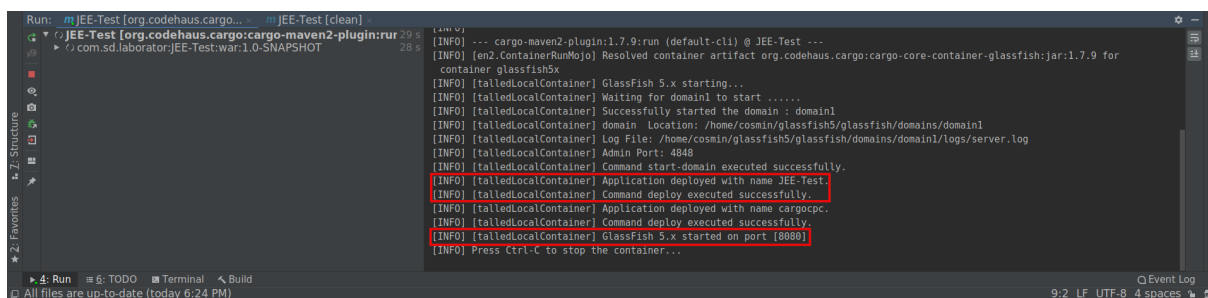 Run: JEE-Test [org.codehaus.cargo... × JEE-Test [clean] ×
JEE-Test [org.codehaus.cargo:cargo-maven2-plugin:rur 29 s
com.sd.laborator:JEE-Test:war:1.0-SNAPSHOT 28 s
[INFO]
[INFO] --- cargo-maven2-plugin:1.7.9:run (default-cli) @ JEE-Test ---
[INFO] [en2.ContainerRunMojo] Resolved container artifact org.codehaus.cargo:cargo-core-container-glassfish:jar:1.7.9 for
container glassfish5x
[INFO] [talledLocalContainer] GlassFish 5.x starting...
[INFO] [talledLocalContainer] Waiting for domain1 to start ......
[INFO] [talledLocalContainer] Successfully started the domain : domain1
[INFO] [talledLocalContainer] domain  Location: /home/cosmin/glassfish5/glassfish/domains/domain1
[INFO] [talledLocalContainer] Log File: /home/cosmin/glassfish5/glassfish/domains/domain1/logs/server.log
[INFO] [talledLocalContainer] Admin Port: 4848
[INFO] [talledLocalContainer] Command start-domain executed successfully.
[INFO] [talledLocalContainer] Application deployed with name JEE-Test.
[INFO] [talledLocalContainer] Command deploy executed successfully.
[INFO] [talledLocalContainer] Application deployed with name cargocpc.
[INFO] [talledLocalContainer] Command deploy executed successfully.
[INFO] [talledLocalContainer] GlassFish 5.x started on port [8080]
[INFO] Press Ctrl-C to stop the container...
7: Structure
2: Favorites
4: Run 6: TODO Terminal Build Event Log
All files are up-to-date (today 6:24 PM) 9:2 LF UTF-8 4 spaces